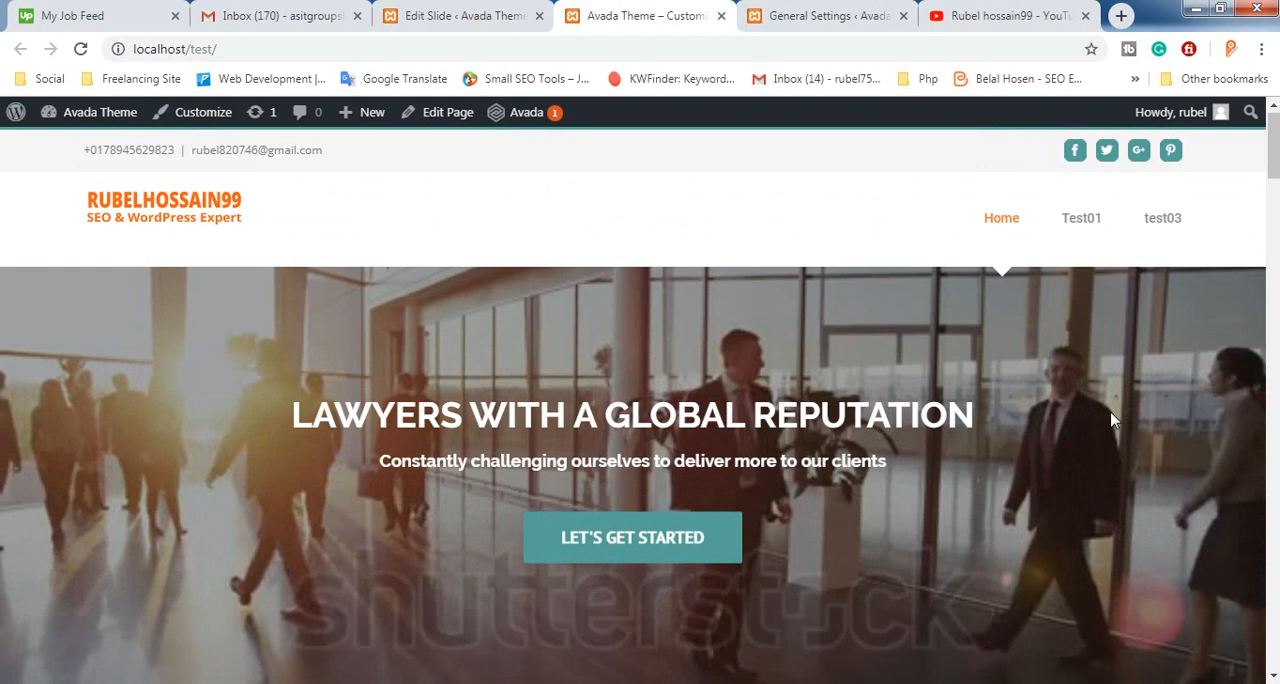 My Job Feed
Inbox (170) - asitgroupsl
Edit Slide ‹ Avada Theme
Avada Theme – Custom
General Settings ‹ Avada
Rubel hossain99 - YouTu
localhost/test/
Social
Freelancing Site
Web Development |...
Google Translate
Small SEO Tools – J...
KWFinder: Keyword...
Inbox (14) - rubel75...
Php
Belal Hosen - SEO E...
»
Other bookmarks
Avada Theme
Customize
1
0
New
Edit Page
Avada 1
Howdy, rubel
+0178945629823 | rubel820746@gmail.com
RUBELHOSSAIN99
SEO & WordPress Expert
Home
Test01
test03
LAWYERS WITH A GLOBAL REPUTATION
Constantly challenging ourselves to deliver more to our clients
LET'S GET STARTED
shutterstock